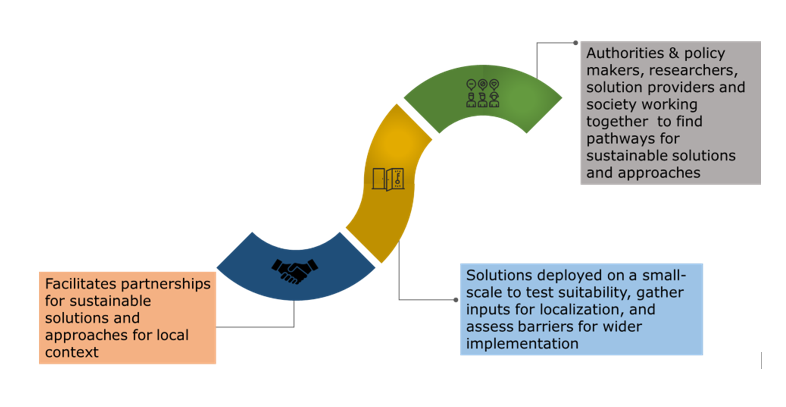 Authorities & policy
makers, researchers,
solution providers and
society working
together  to find
pathways for
sustainable solutions
and approaches
Facilitates partnerships
for sustainable
solutions and
approaches for local
context
Solutions deployed on a small-
scale to test suitability, gather
inputs for localization, and
assess barriers for wider
implementation